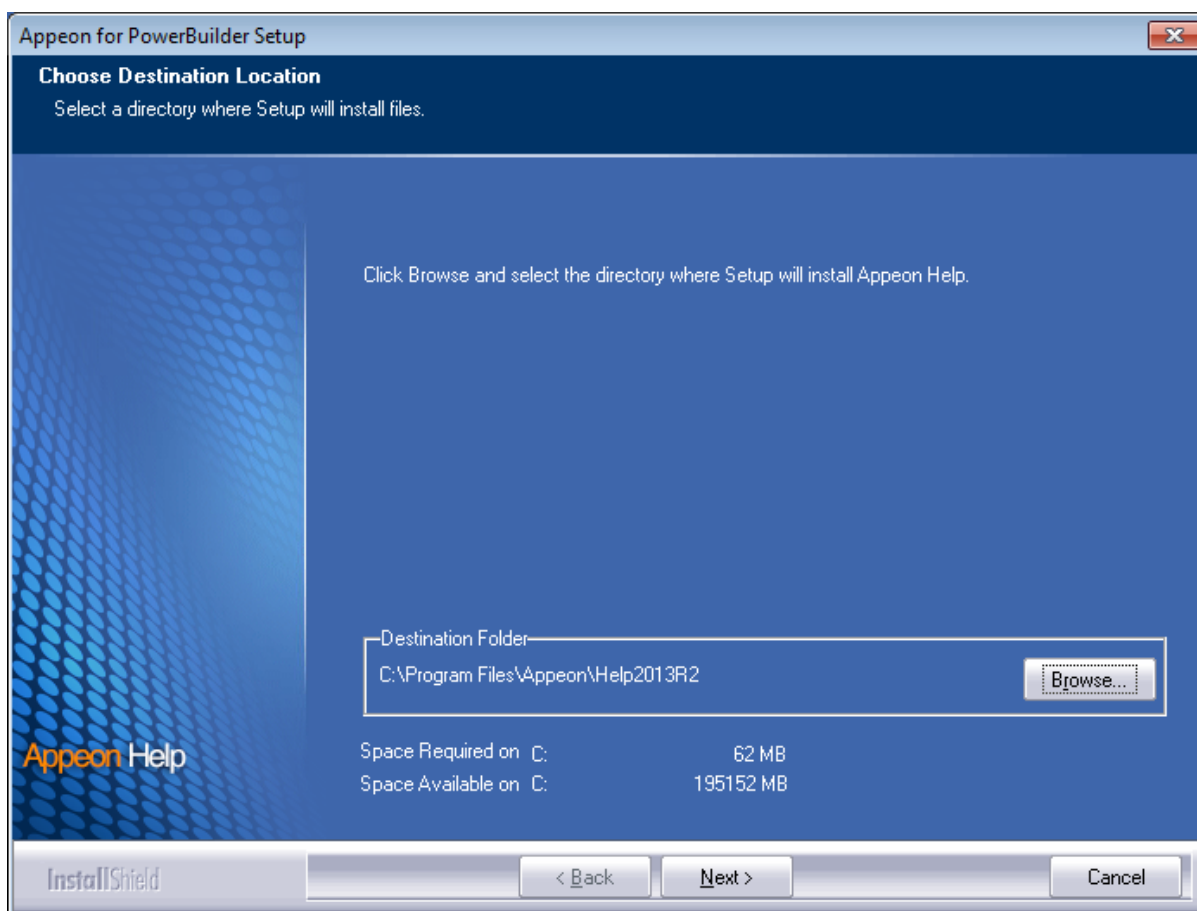 Appeon for PowerBuilder Setup
Choose Destination Location
Select a directory where Setup will install files.
Click Browse and select the directory where Setup will install Appeon Help.
Destination Folder
C:\Program Files\Appeon\Help2013R2
Browse...
Appeon Help
Space Required on C: 62 MB
Space Available on C: 195152 MB
InstallShield
< Back
Next >
Cancel